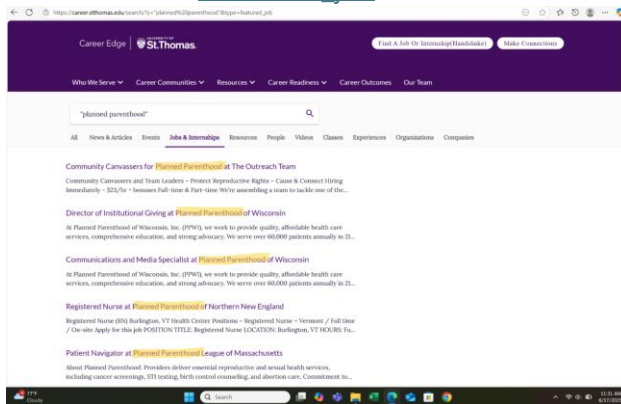 https://career.stthomas.edu/search/?s="planned%20parenthood"&type=featured_job
Career Edge
UNIVERSITY OF
St.Thomas
Find A Job Or Internship(Handshake)
Make Connections
Who We Serve
Career Communities
Resources
Career Readiness
Career Outcomes
Our Team
"planned parenthood"
All
News & Articles
Events
Jobs & Internships
Resources
People
Videos
Classes
Experiences
Organizations
Companies
Community Canvassers for Planned Parenthood at The Outreach Team
Community Canvassers and Team Leaders – Protect Reproductive Rights – Cause & Connect Hiring
Immediately – $23/hr + bonuses Full-time & Part-time We're assembling a team to tackle one of the...
Director of Institutional Giving at Planned Parenthood of Wisconsin
At Planned Parenthood of Wisconsin, Inc. (PPWI), we work to provide quality, affordable health care
services, comprehensive education, and strong advocacy. We serve over 60,000 patients annually in 21...
Communications and Media Specialist at Planned Parenthood of Wisconsin
At Planned Parenthood of Wisconsin, Inc. (PPWI), we work to provide quality, affordable health care
services, comprehensive education, and strong advocacy. We serve over 60,000 patients annually in 21...
Registered Nurse at Planned Parenthood of Northern New England
Registered Nurse (RN) Burlington, VT Health Center Positions – Registered Nurse – Vermont / Full time
/ On-site Apply for this job POSITION TITLE: Registered Nurse LOCATION: Burlington, VT HOURS: Fu...
Patient Navigator at Planned Parenthood League of Massachusetts
About Planned Parenthood: Providers deliver essential reproductive and sexual health services,
including cancer screenings, STI testing, birth control counseling, and abortion care. Commitment to...
77°F
Cloudy
Search
11:31 AM